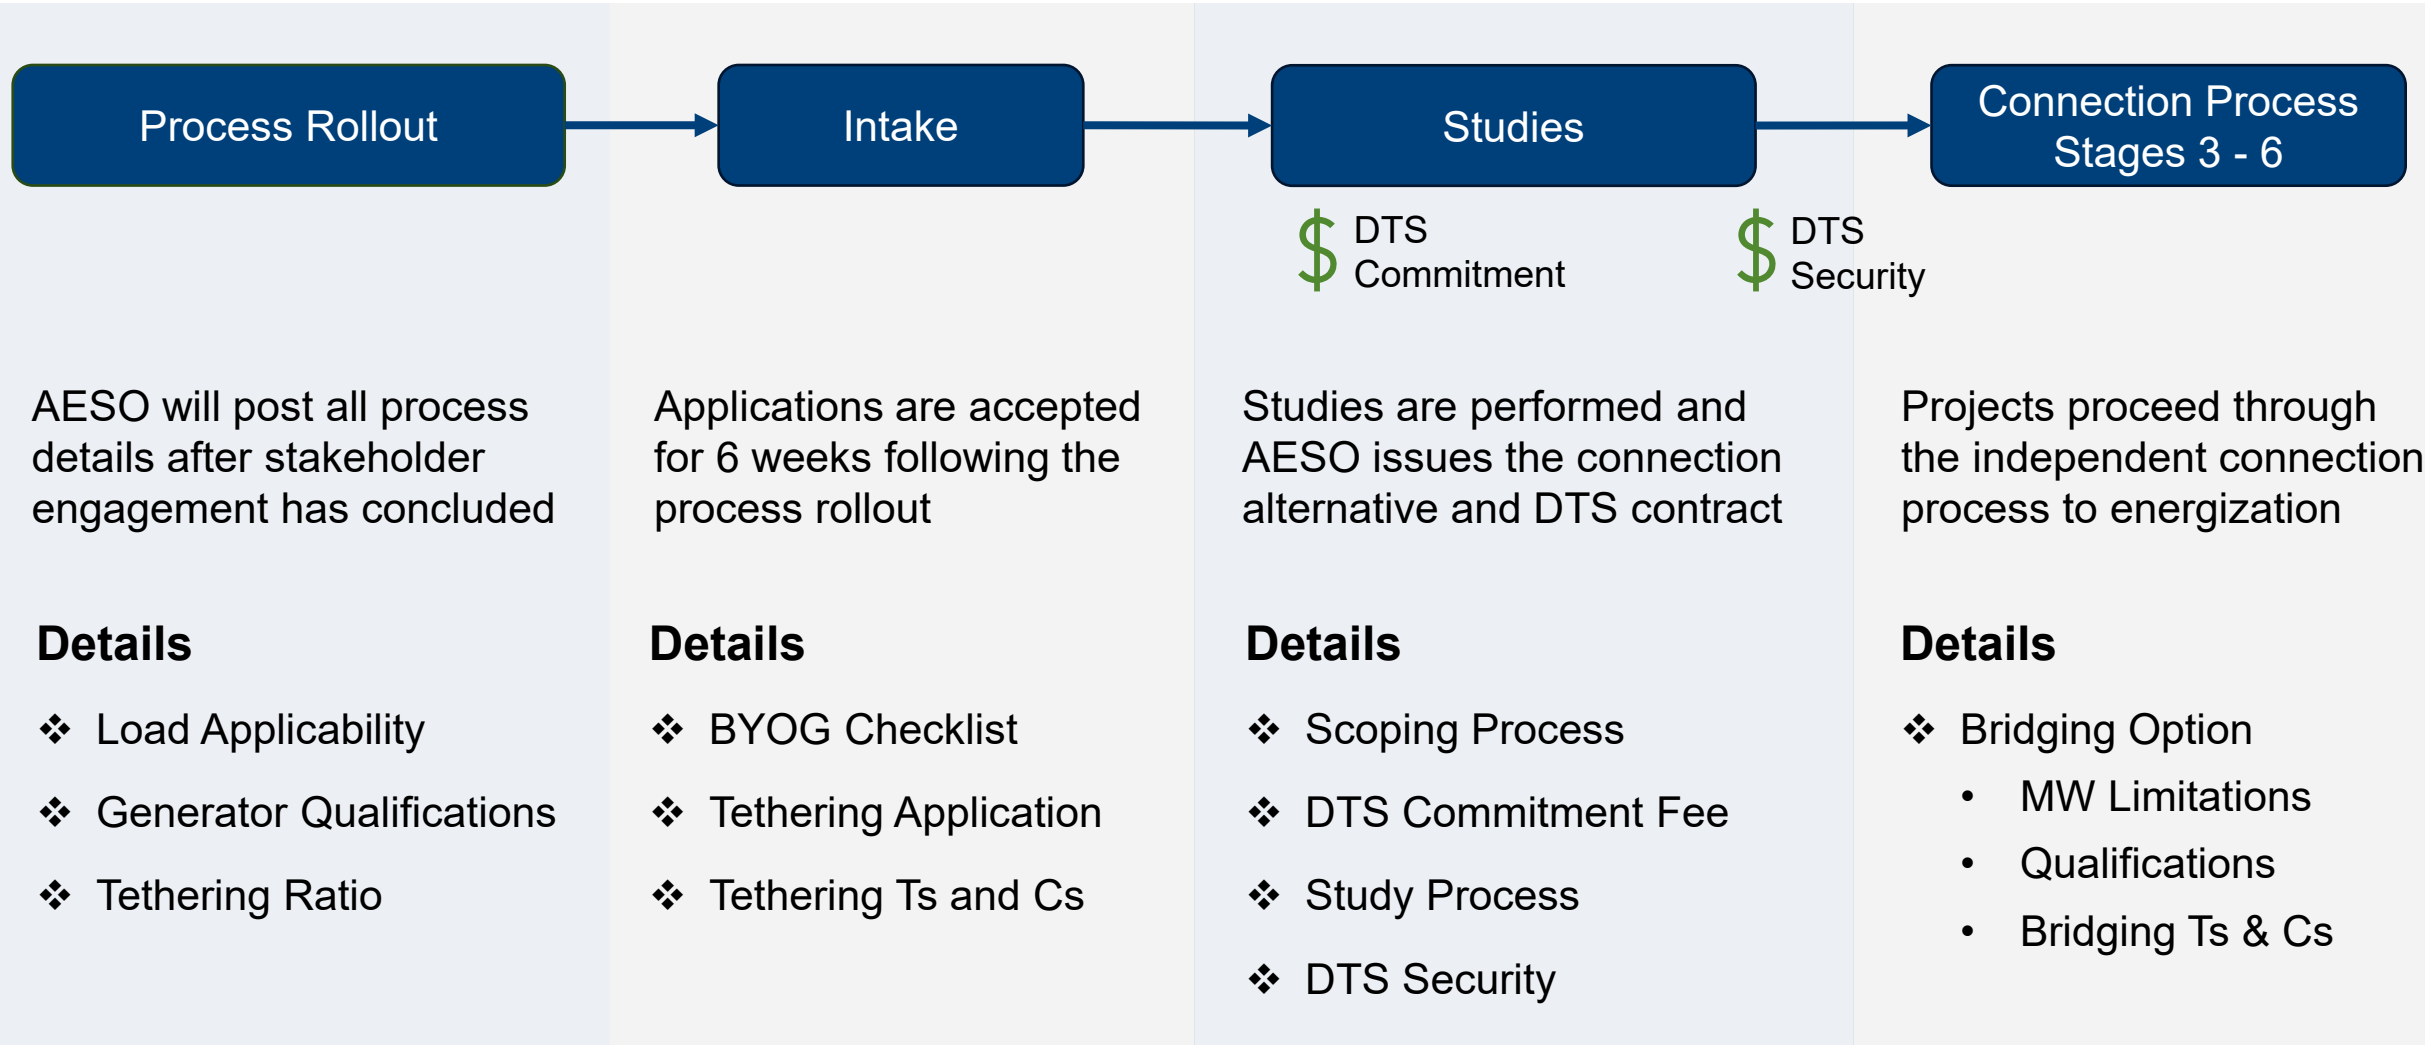 Process Rollout
Intake
Studies
Connection Process
Stages 3 - 6
$ DTS
Commitment
$ DTS
Security
AESO will post all process
details after stakeholder
engagement has concluded
Details
❖ Load Applicability
❖ Generator Qualifications
❖ Tethering Ratio
Applications are accepted
for 6 weeks following the
process rollout
Details
❖ BYOG Checklist
❖ Tethering Application
❖ Tethering Ts and Cs
Studies are performed and
AESO issues the connection
alternative and DTS contract
Details
❖ Scoping Process
❖ DTS Commitment Fee
❖ Study Process
❖ DTS Security
Projects proceed through
the independent connection
process to energization
Details
❖ Bridging Option
• MW Limitations
• Qualifications
• Bridging Ts & Cs